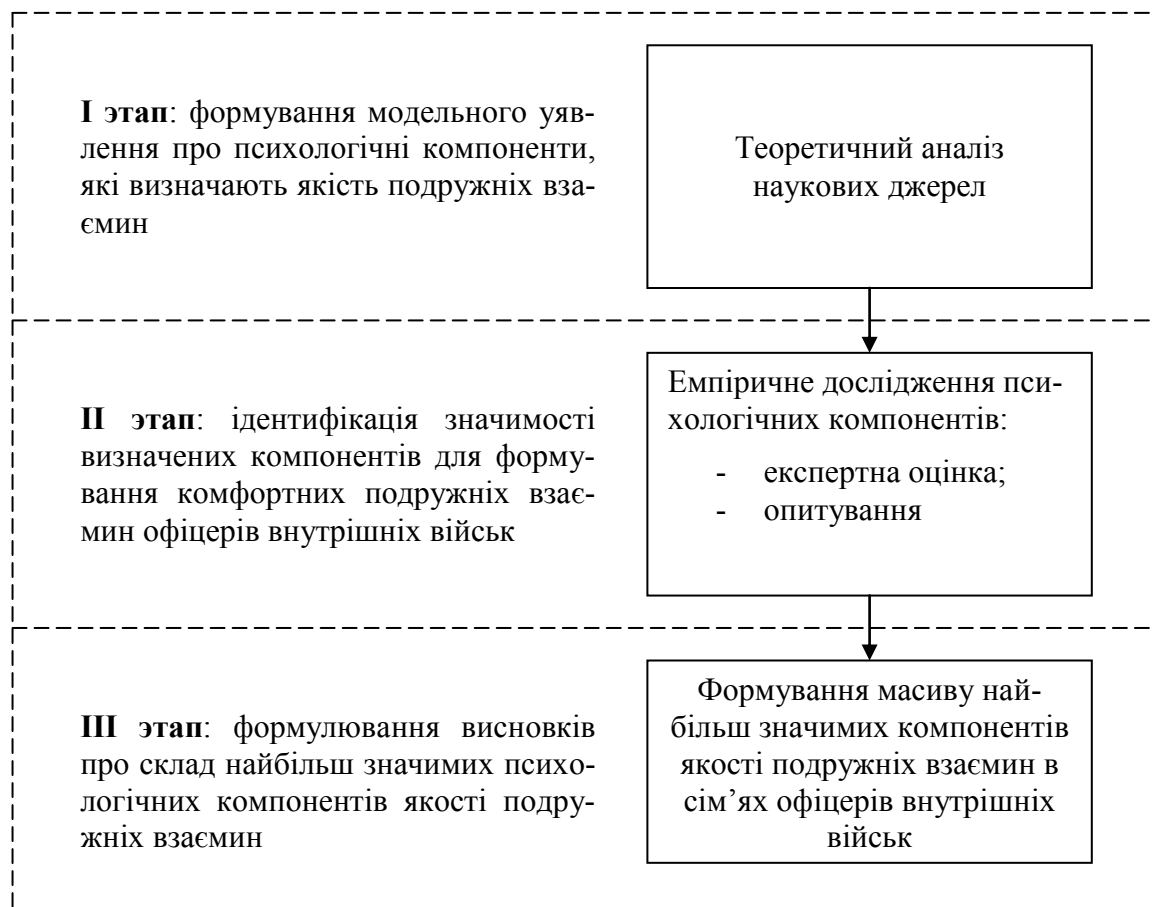 І этап: формування модельного уяв-
лення про психологічні компоненти,
які визначають якість подружніх вза-
ємин
Теоретичний аналіз
наукових джерел
ІІ этап: ідентифікація значимості
визначених компонентів для форму-
вання комфортних подружніх взає-
мин офіцерів внутрішніх військ
Емпіричне дослідження пси-
хологічних компонентів:
- експертна оцінка;
- опитування
ІІІ этап: формулювання висновків
про склад найбільш значимих психо-
логічних компонентів якості подру-
жніх взаємин
Формування масиву най-
більш значимих компонентів
якості подружніх взаємин в
сім’ях офіцерів внутрішніх
військ